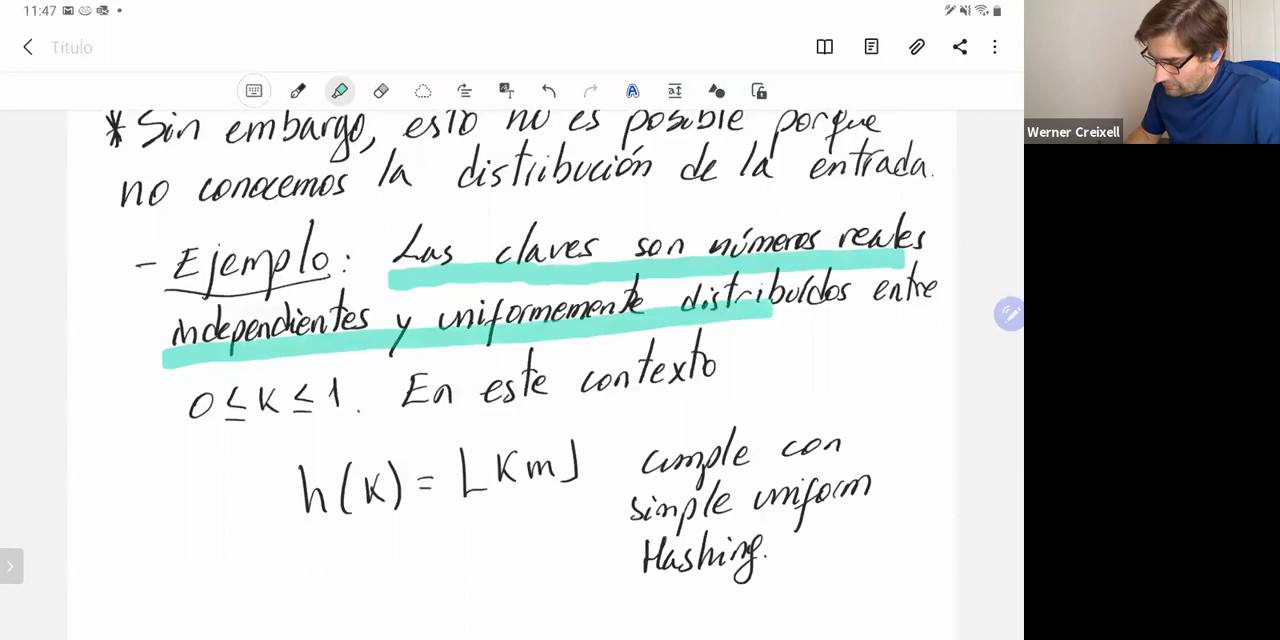 11:47
Título
Werner Creixell
* Sin embargo, esto no es posible porque
no conocemos la distribución de la entrada.
- Ejemplo: Las claves son números reales
independientes y uniformemente distribuídos entre
0 ≤ K ≤ 1. En este contexto
h(K) = ⌊Km⌋ cumple con
simple uniform
Hashing.